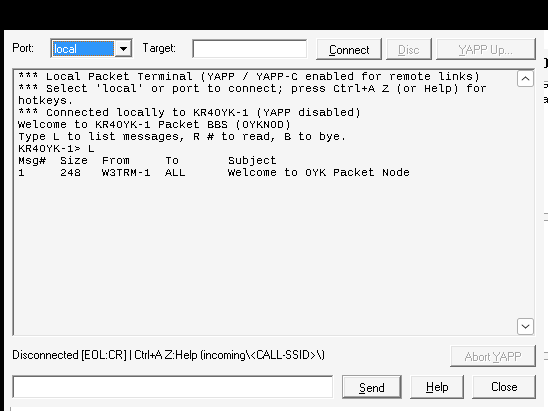 Port: local Target: Connect Disc YAPP Up...
*** Local Packet Terminal (YAPP / YAPP-C enabled for remote links)
*** Select 'local' or port to connect; press Ctrl+A Z (or Help) for
hotkeys.
*** Connected locally to KR4OYK-1 (YAPP disabled)
Welcome to KR4OYK-1 Packet BBS (OYKNOD)
Type L to list messages, R # to read, B to bye.
KR4OYK-1> L
Msg# Size From To Subject
1 248 W3TRM-1 ALL Welcome to OYK Packet Node
Disconnected [EOL:CR] | Ctrl+A Z:Help (incoming\<CALL-SSID>\)
Abort YAPP
Send Help Close